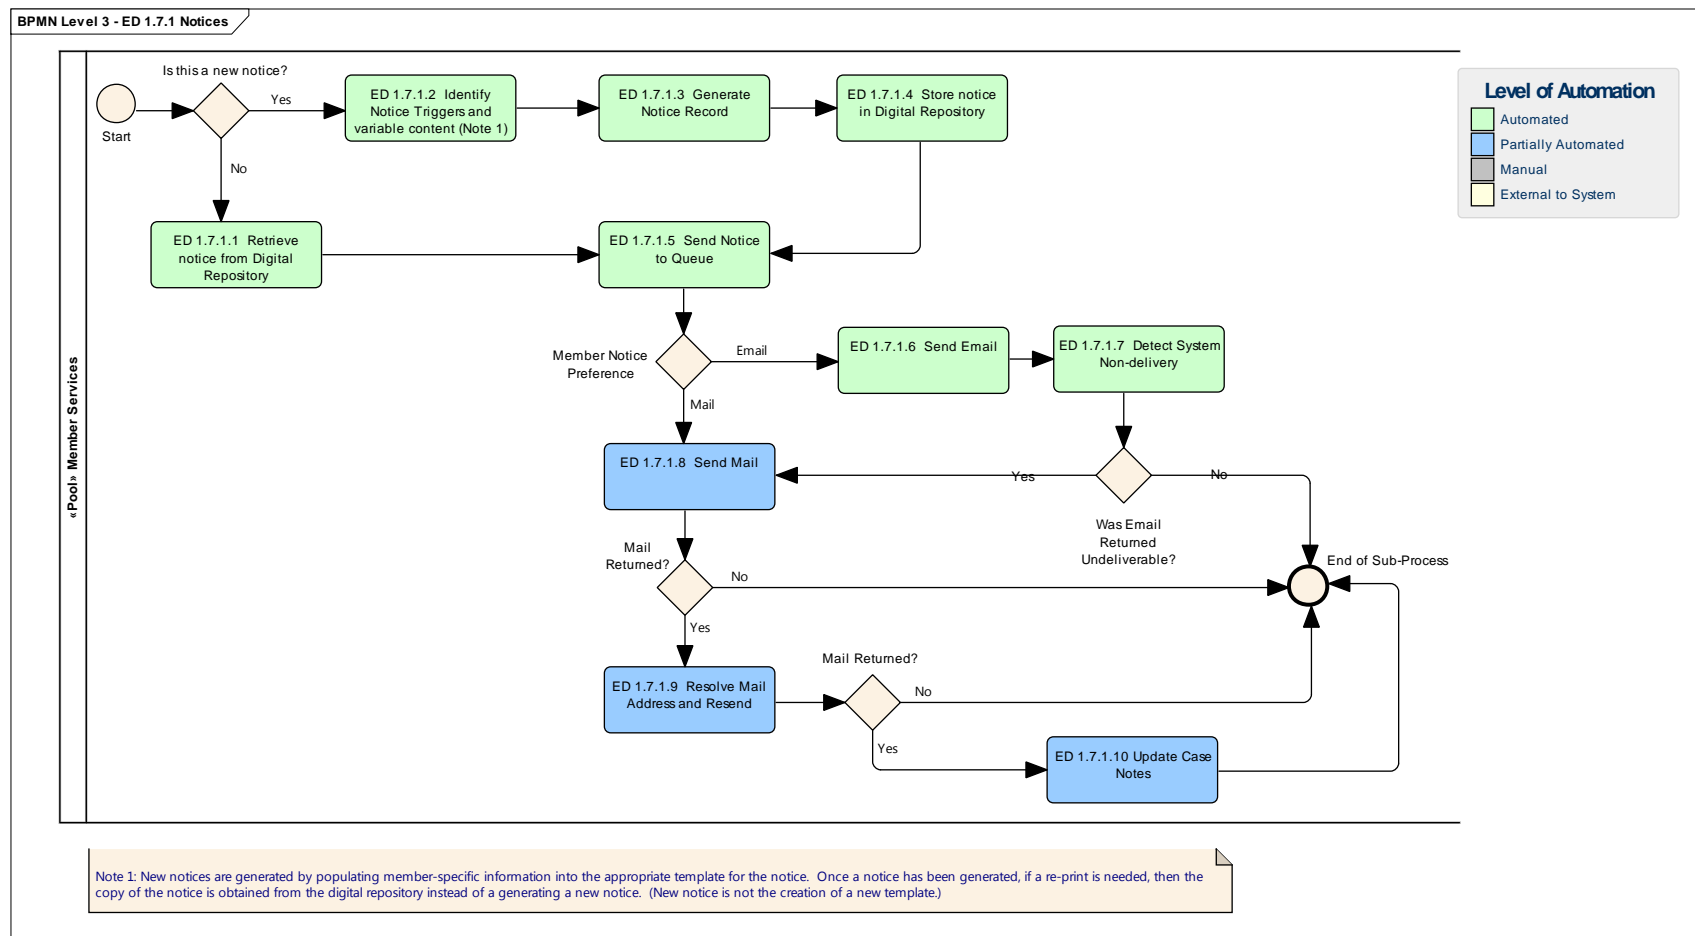 BPMN Level 3 - ED 1.7.1 Notices
Is this a new notice?
Start
Yes
No
ED 1.7.1.2  Identify
Notice Triggers and
variable content (Note 1)
ED 1.7.1.3  Generate
Notice Record
ED 1.7.1.4  Store notice
in Digital Repository
Level of Automation
Automated
Partially Automated
Manual
External to System
ED 1.7.1.1  Retrieve
notice from Digital
Repository
ED 1.7.1.5  Send Notice
to Queue
Member Notice
Preference
Email
Mail
ED 1.7.1.6  Send Email
ED 1.7.1.7  Detect System
Non-delivery
«Pool» Member Services
ED 1.7.1.8  Send Mail
Yes
No
Was Email
Returned
Undeliverable?
Mail
Returned?
No
Yes
End of Sub-Process
ED 1.7.1.9  Resolve Mail
Address and Resend
Mail Returned?
No
Yes
ED 1.7.1.10 Update Case
Notes
Note 1: New notices are generated by populating member-specific information into the appropriate template for the notice.  Once a notice has been generated, if a re-print is needed, then the
copy of the notice is obtained from the digital repository instead of a generating a new notice.  (New notice is not the creation of a new template.)